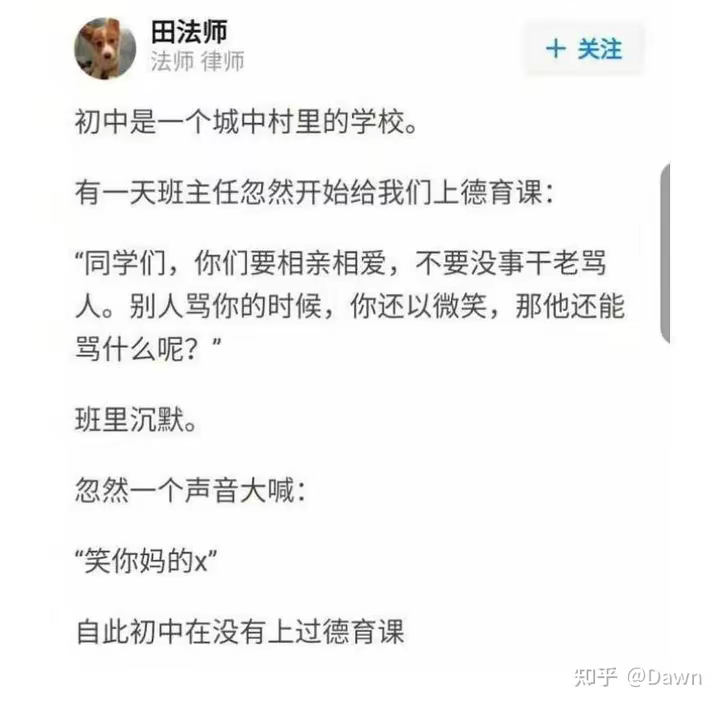 田法师
法师 律师
+ 关注
初中是一个城中村里的学校。
有一天班主任忽然开始给我们上德育课：
“同学们，你们要相亲相爱，不要没事干老骂
人。别人骂你的时候，你还以微笑，那他还能
骂什么呢？”
班里沉默。
忽然一个声音大喊：
“笑你妈的x”
自此初中在没有上过德育课
知乎 @Dawn